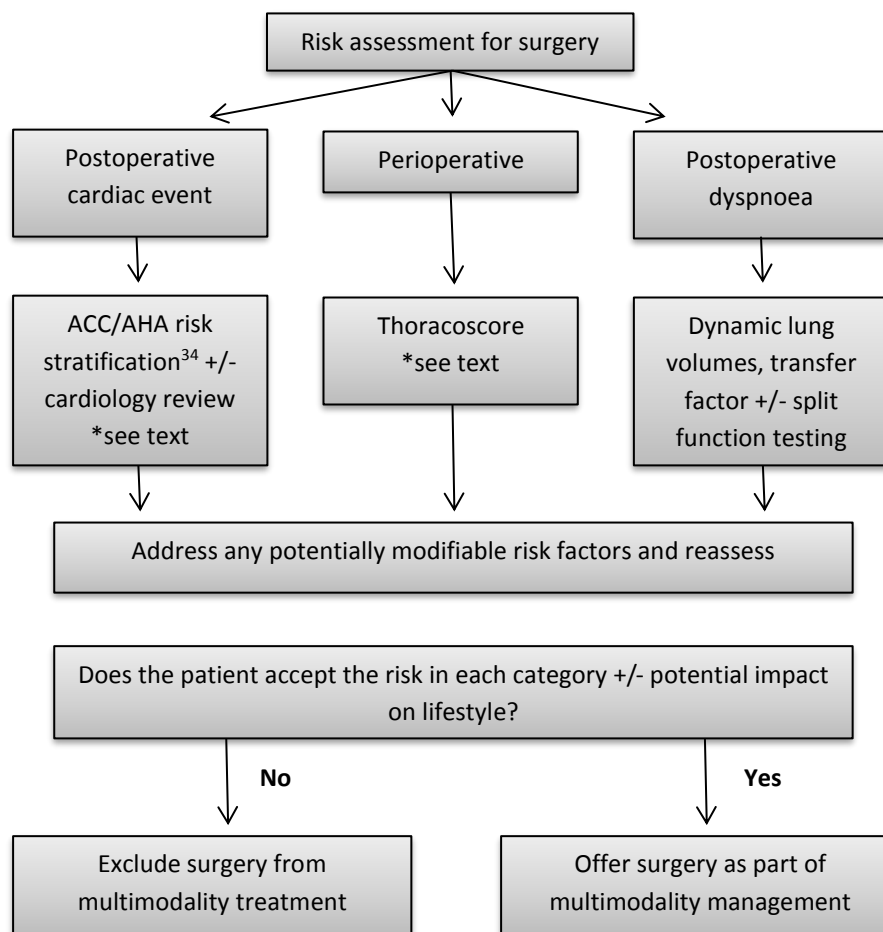 Risk assessment for surgery
Postoperative
cardiac event
Perioperative
Postoperative
dyspnoea
ACC/AHA risk
stratification34 +/-
cardiology review
*see text
Thoracoscore
*see text
Dynamic lung
volumes, transfer
factor +/- split
function testing
Address any potentially modifiable risk factors and reassess
Does the patient accept the risk in each category +/- potential impact
on lifestyle?
No
Yes
Exclude surgery from
multimodality treatment
Offer surgery as part of
multimodality management